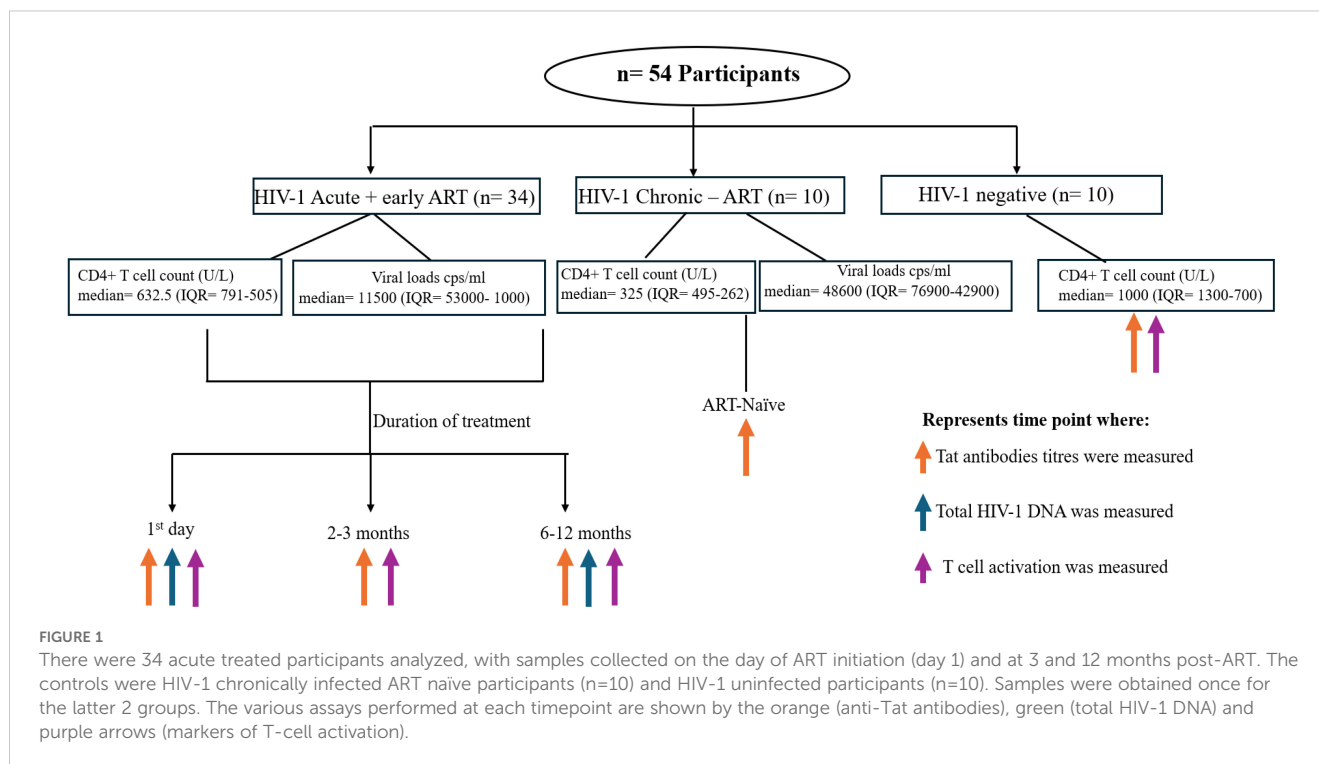 n= 54 Participants
HIV-1 Acute + early ART (n= 34)
HIV-1 Chronic – ART (n= 10)
HIV-1 negative (n= 10)
CD4+ T cell count (U/L)
median= 632.5 (IQR= 791-505)
Viral loads cps/ml
median= 11500 (IQR= 53000- 1000)
CD4+ T cell count (U/L)
median= 325 (IQR= 495-262)
Viral loads cps/ml
median= 48600 (IQR= 76900-42900)
CD4+ T cell count (U/L)
median= 1000 (IQR= 1300-700)
Duration of treatment
ART-Naïve
1st day
2-3 months
6-12 months
Represents time point where:
Tat antibodies titres were measured
Total HIV-1 DNA was measured
T cell activation was measured
FIGURE 1
There were 34 acute treated participants analyzed, with samples collected on the day of ART initiation (day 1) and at 3 and 12 months post-ART. The
controls were HIV-1 chronically infected ART naïve participants (n=10) and HIV-1 uninfected participants (n=10). Samples were obtained once for
the latter 2 groups. The various assays performed at each timepoint are shown by the orange (anti-Tat antibodies), green (total HIV-1 DNA) and
purple arrows (markers of T-cell activation).